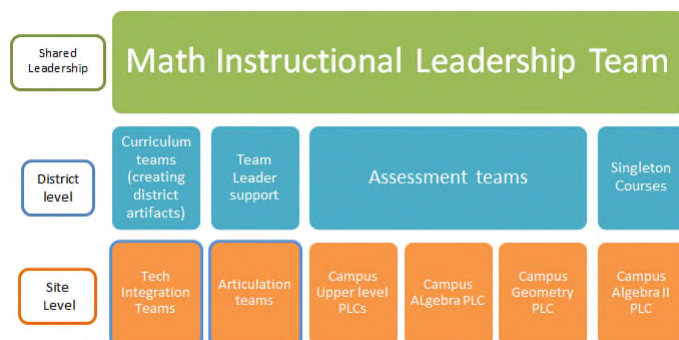 Shared
Leadership
Math Instructional Leadership Team
District
level
Curriculum
teams
(creating
district
artifacts)
Team
Leader
support
Assessment teams
Singleton
Courses
Site
Level
Tech
Integration
Teams
Articulation
teams
Campus
Upper level
PLCs
Campus
ALgebra PLC
Campus
Geometry
PLC
Campus
Algebra II
PLC